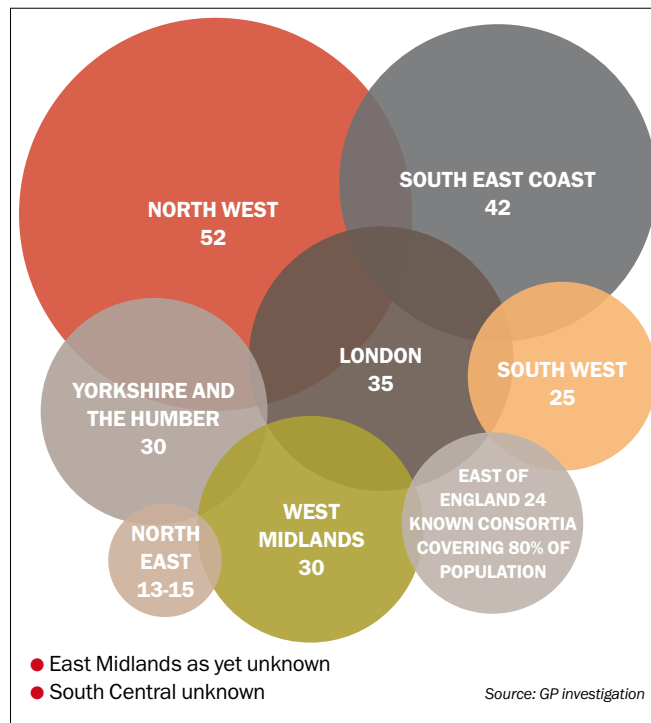 NORTH WEST
52
SOUTH EAST COAST
42
LONDON
35
SOUTH WEST
25
YORKSHIRE AND
THE HUMBER
30
EAST OF
ENGLAND 24
KNOWN CONSORTIA
COVERING 80% OF
POPULATION
WEST
MIDLANDS
30
NORTH
EAST
13-15
East Midlands as yet unknown
South Central unknown
Source: GP investigation